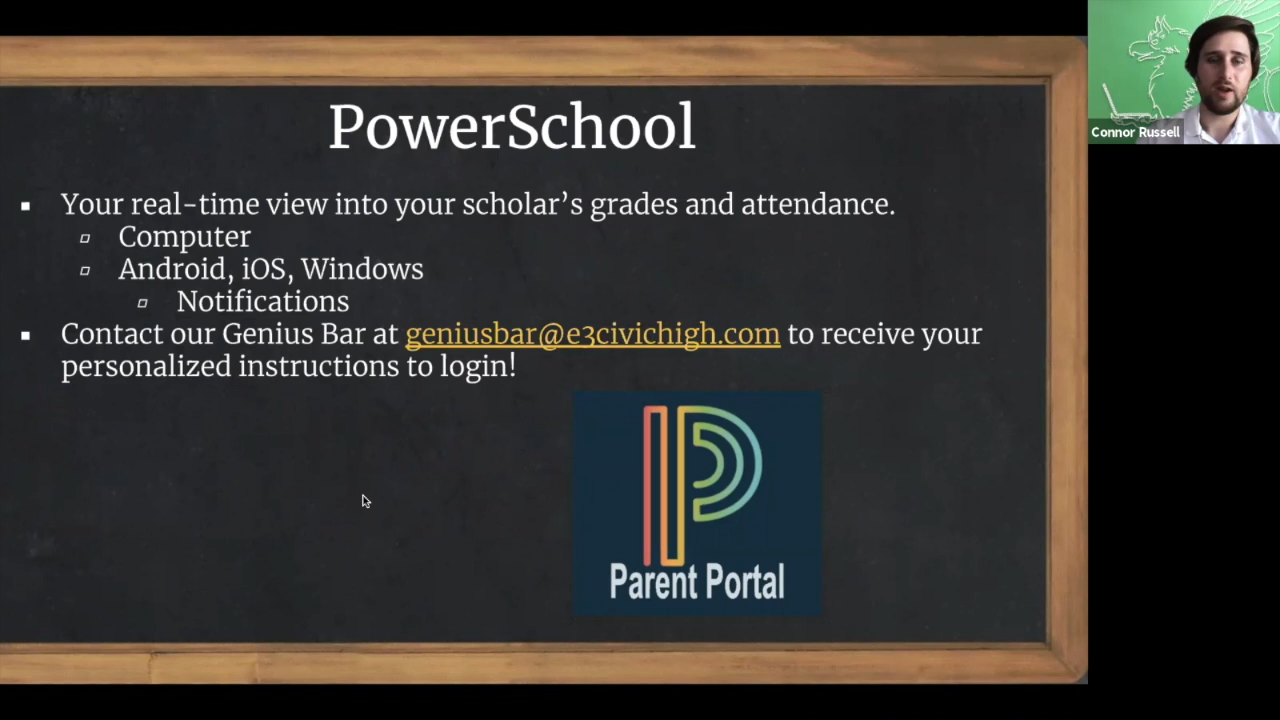 PowerSchool
Your real-time view into your scholar’s grades and attendance.
Computer
Android, iOS, Windows
Notifications
Contact our Genius Bar at geniusbar@e3civichigh.com to receive your
personalized instructions to login!
Parent Portal
Connor Russell